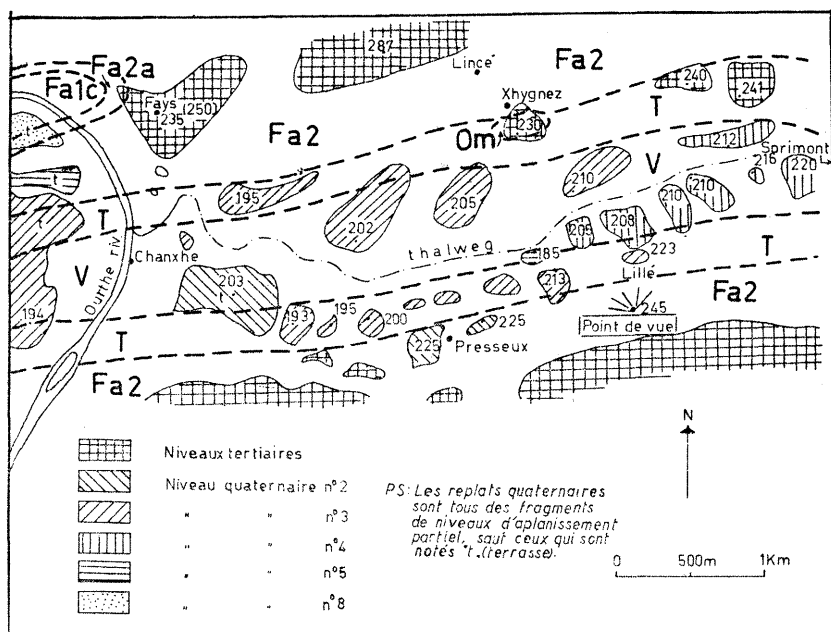 287
Lincé
Fa2
240
241
Fa2a
Fa1c
Fays
235
(250)
Xhygnez
230
Om
T
Fa2
212
Sprimont
216
220
V
t
195
210
202
205
210
210
208
205
t
T
thalweg
T
V
Chanxhe
Ourthe riv.
185
223
Lillé
203
t
213
194
193
195
200
245
Fa2
Point de vue
225
225
Presseux
T
Fa2
N
Niveaux tertiaires
Niveau quaternaire n°2
" " n°3
" " n°4
" " n°5
" " n°8
PS: Les replats quaternaires
sont tous des fragments
de niveaux d'aplanissement
partiel, sauf ceux qui sont
notés "t„(terrasse).
0 500m 1Km